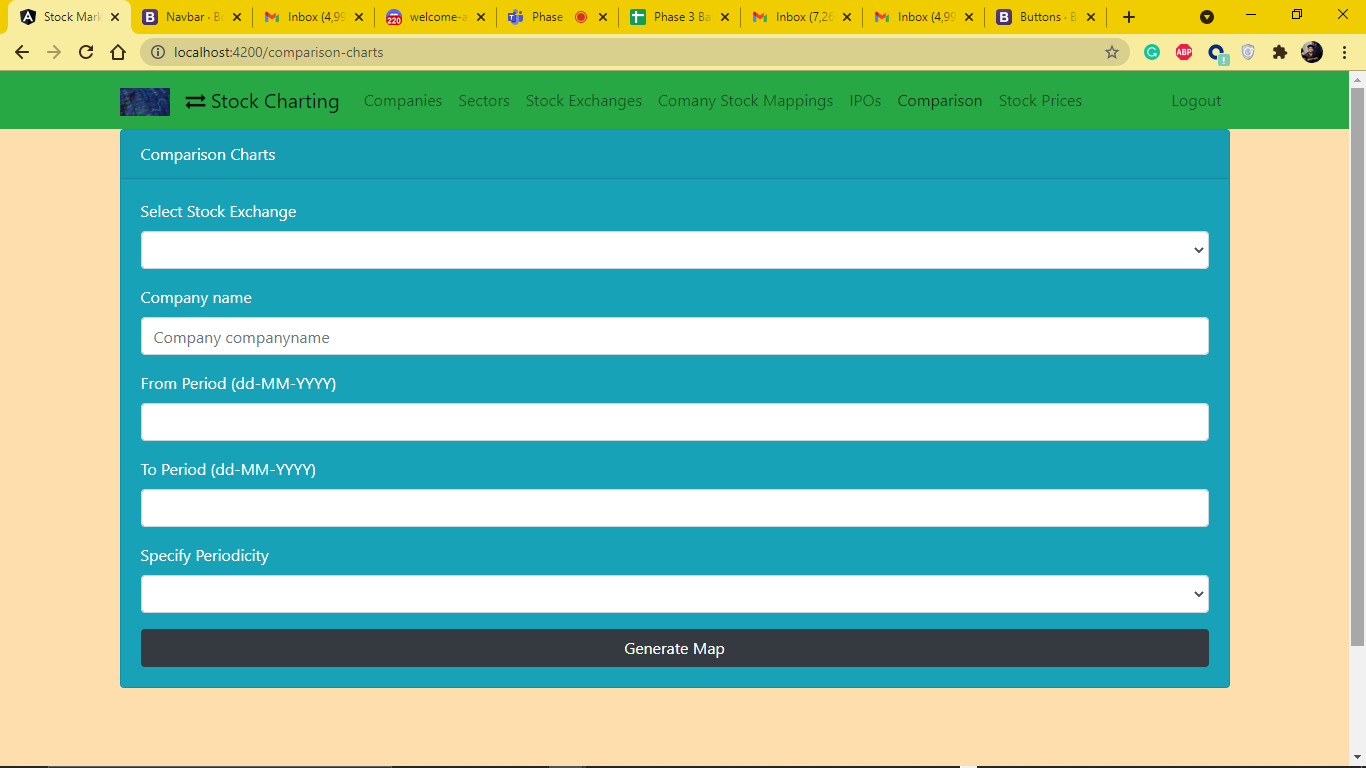 Stock Mark
Navbar · Bo
Inbox (4,99
welcome-a
Phase
Phase 3 Ba
Inbox (7,26
Inbox (4,99
Buttons · B
localhost:4200/comparison-charts
Stock Charting Companies Sectors Stock Exchanges Comany Stock Mappings IPOs Comparison Stock Prices Logout
Comparison Charts
Select Stock Exchange
Company name
Company companyname
From Period (dd-MM-YYYY)
To Period (dd-MM-YYYY)
Specify Periodicity
Generate Map